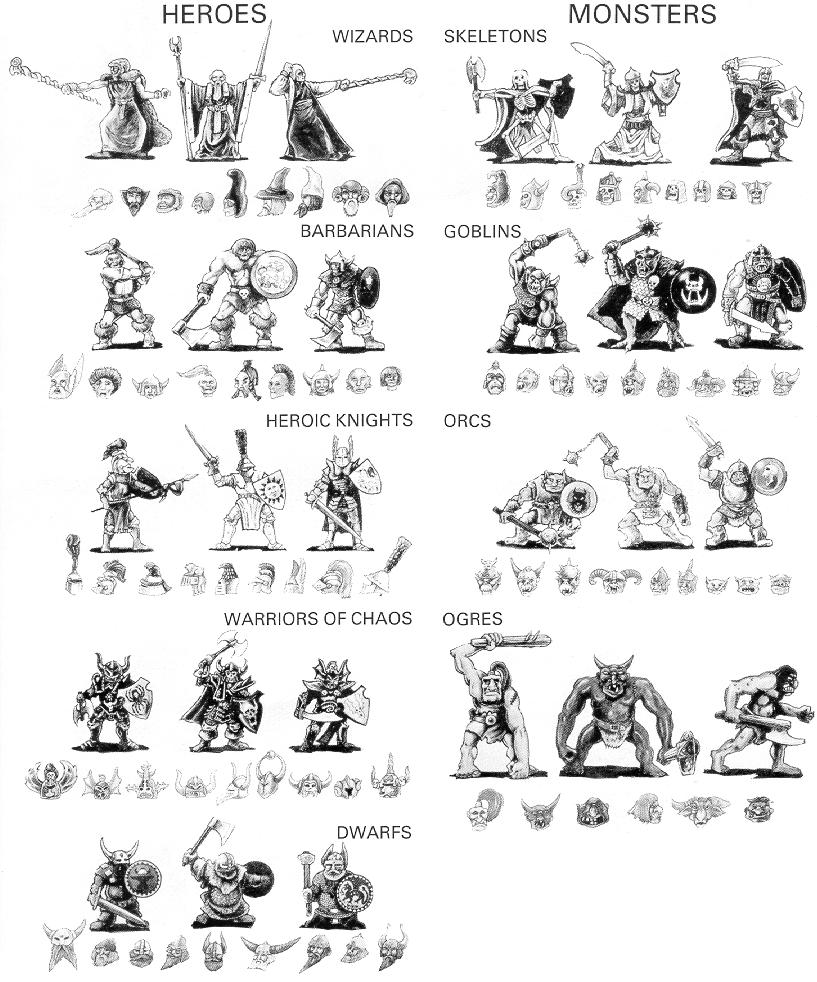 HEROES
MONSTERS
WIZARDS
SKELETONS
BARBARIANS
GOBLINS
HEROIC KNIGHTS
ORCS
WARRIORS OF CHAOS
OGRES
DWARFS